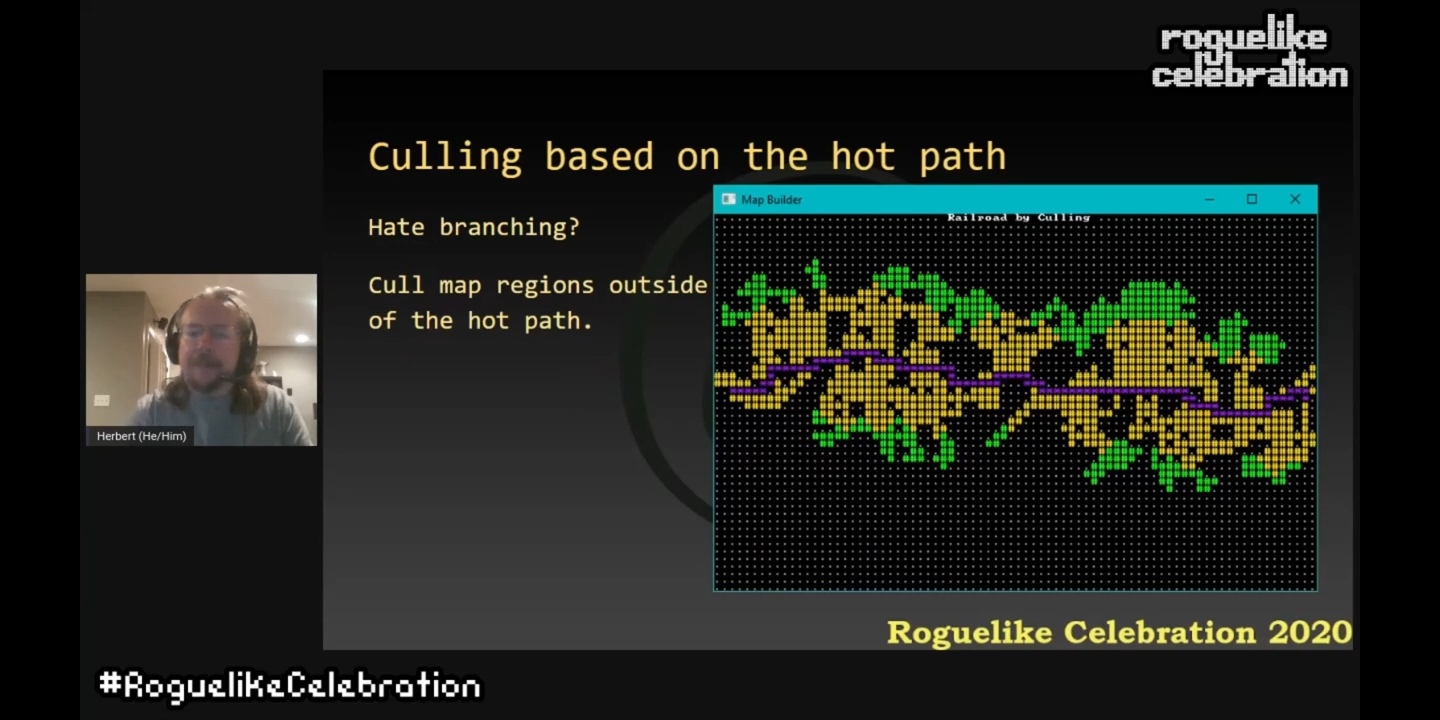 roguelike
celebration
Culling based on the hot path
Hate branching?
Cull map regions outside
of the hot path.
Map Builder
Railroad by Culling
Herbert (He/Him)
Roguelike Celebration 2020
#RoguelikeCelebration